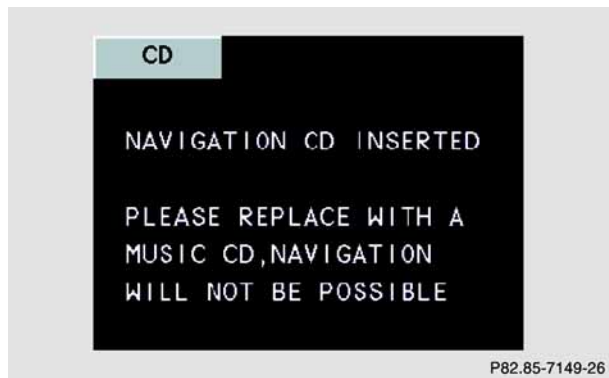 CD
NAVIGATION CD INSERTED
PLEASE REPLACE WITH A
MUSIC CD,NAVIGATION
WILL NOT BE POSSIBLE
P82.85-7149-26